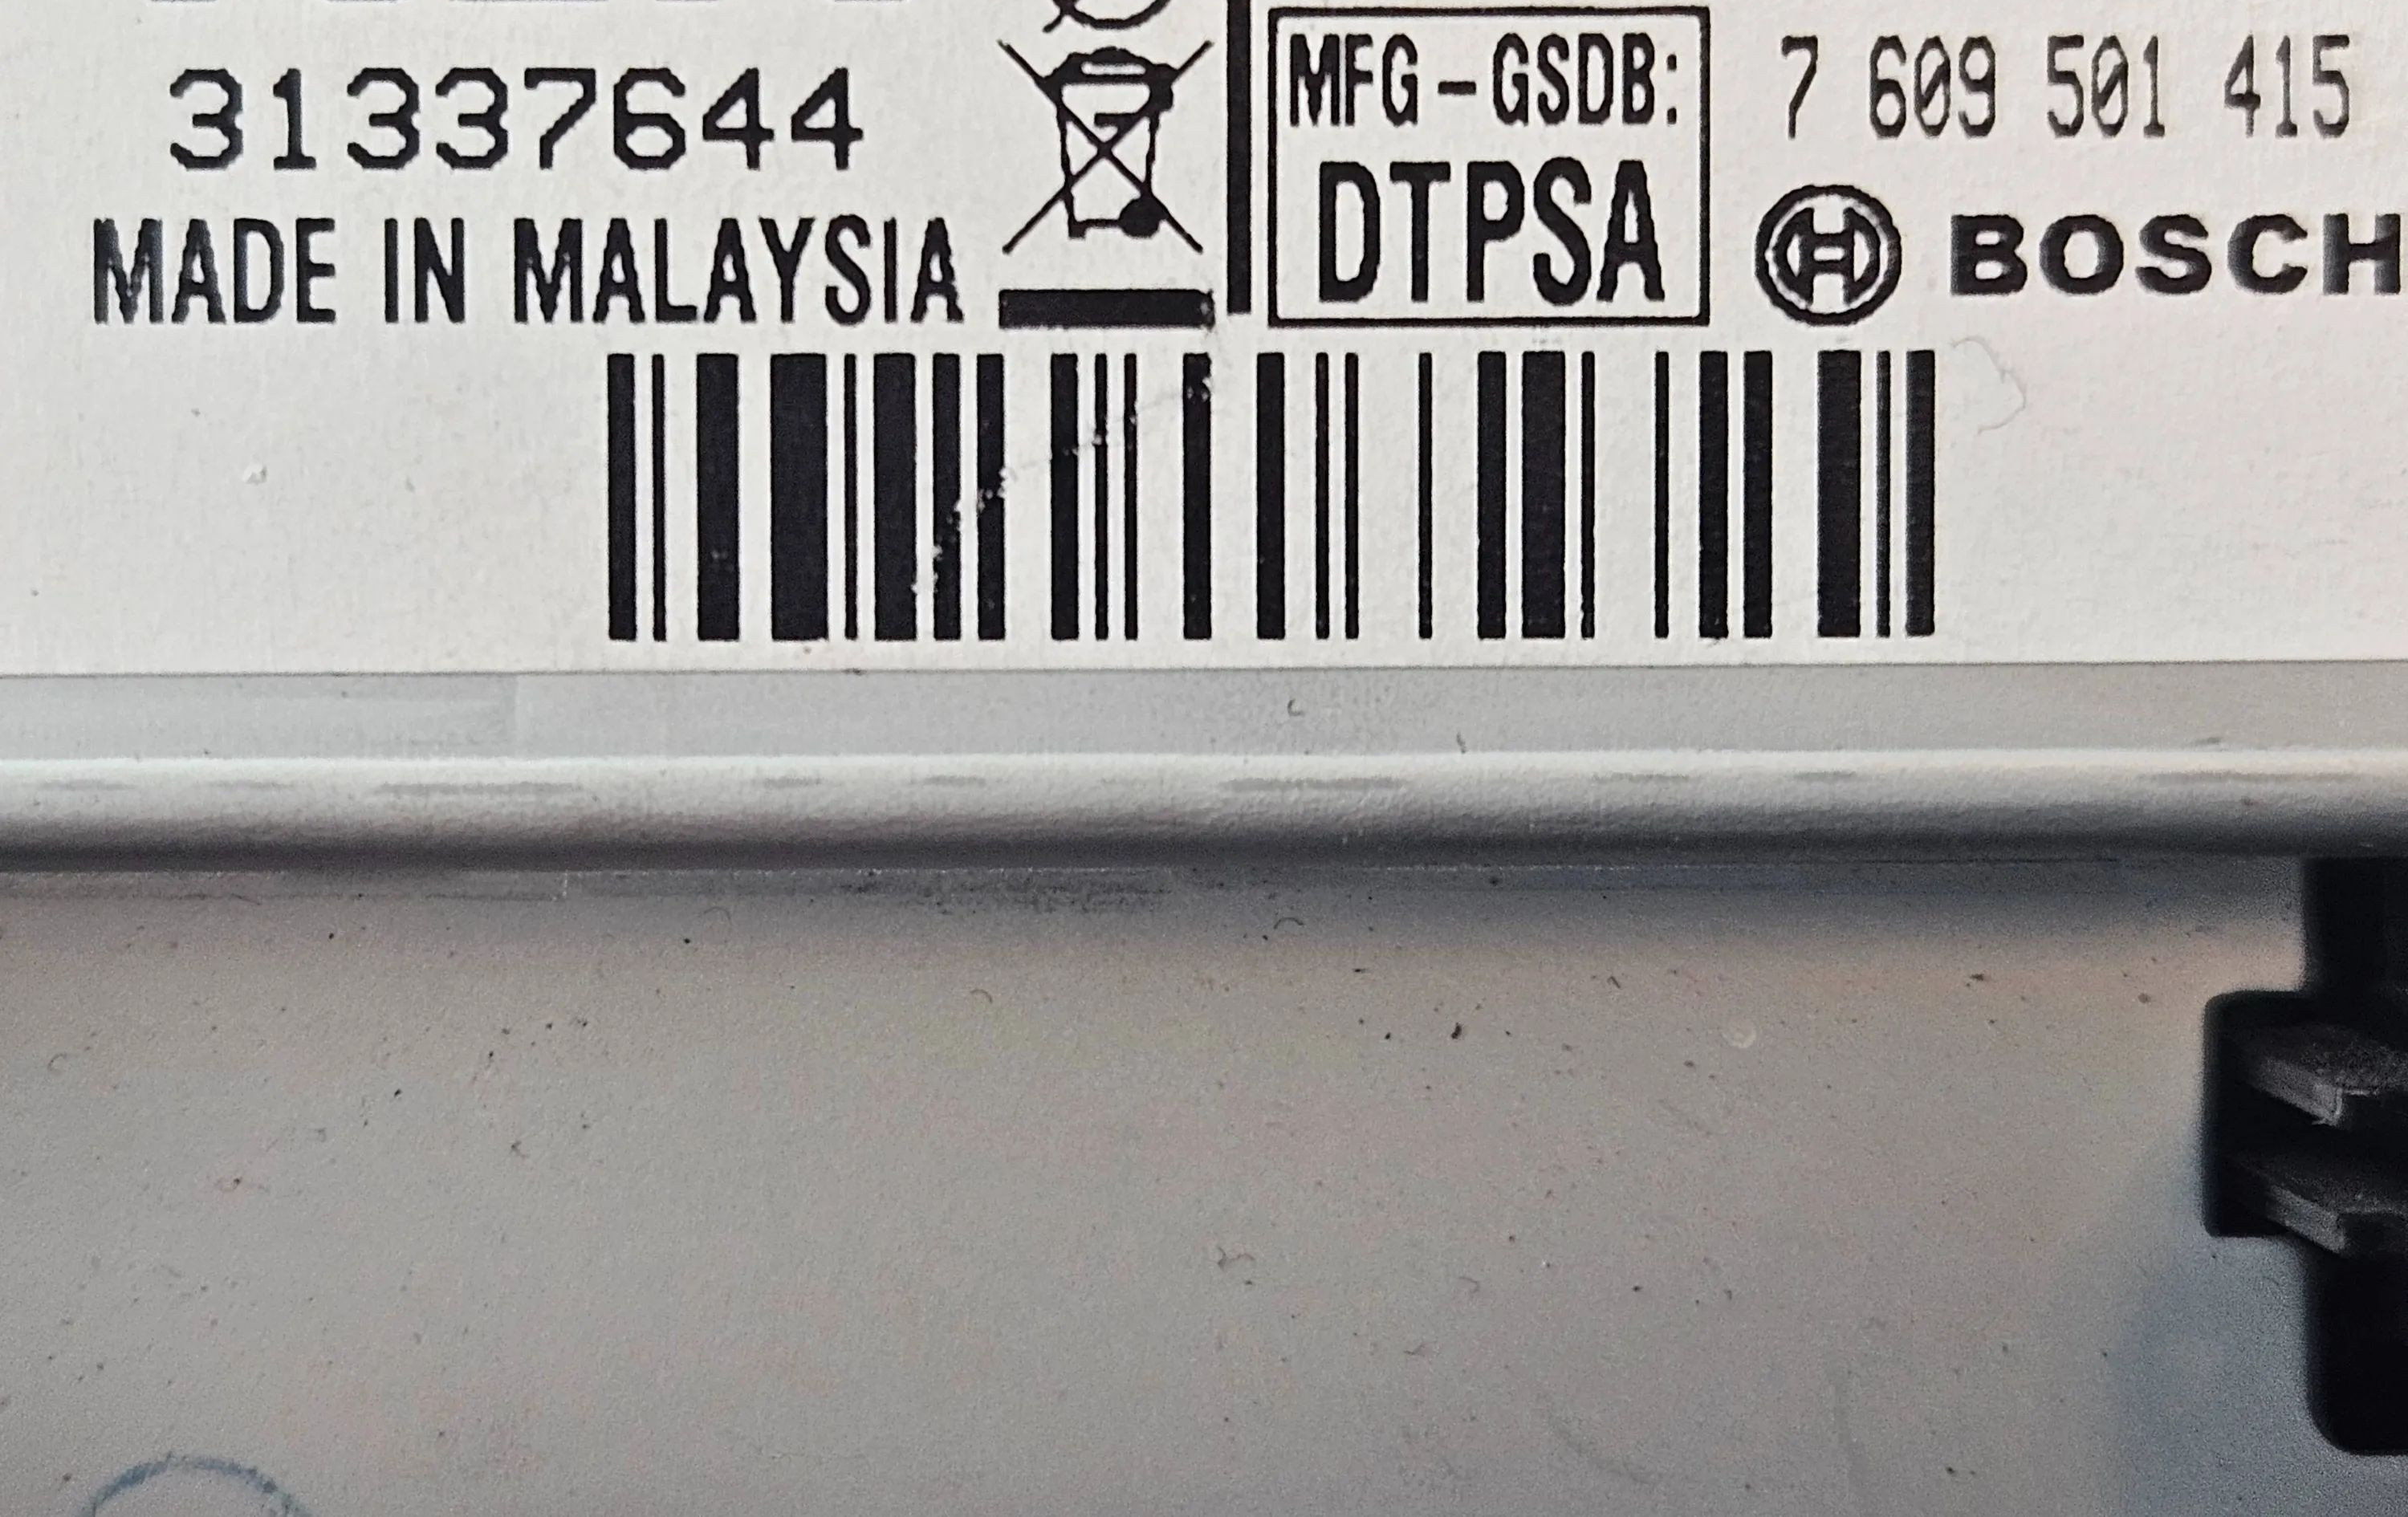 31337644
MADE IN MALAYSIA
MFG-GSDB:
DTPSA
7 609 501 415
BOSCH